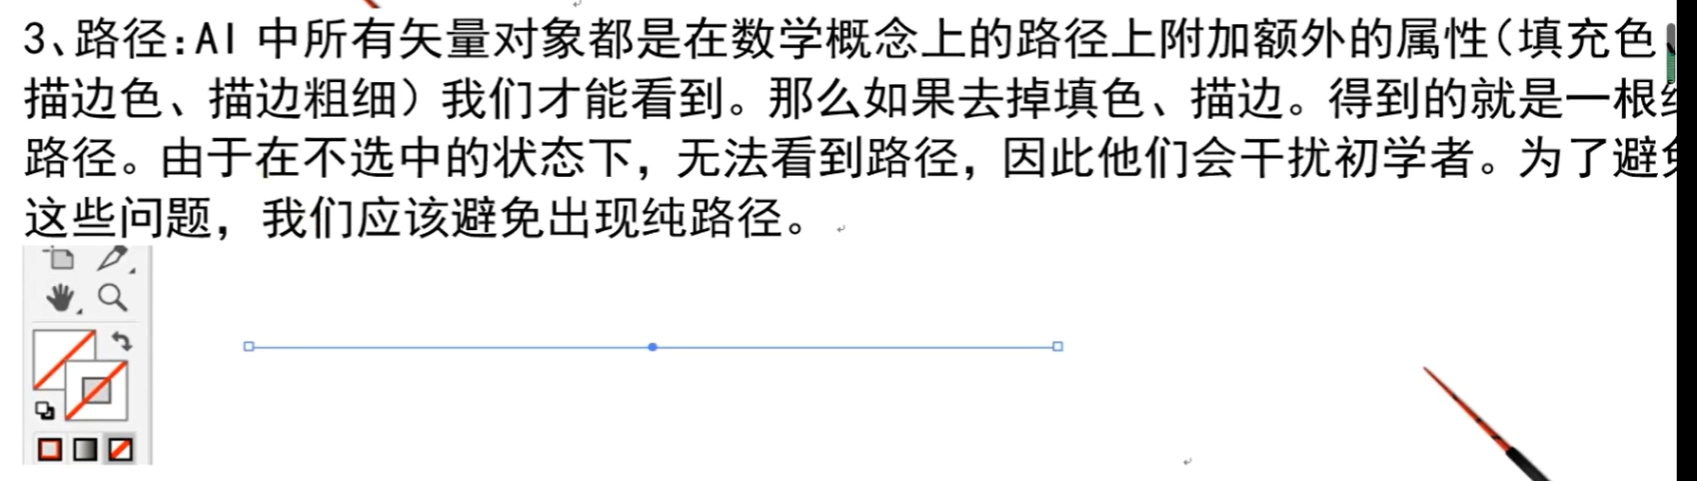 3、路径：AI 中所有矢量对象都是在数学概念上的路径上附加额外的属性（填充色、
描边色、描边粗细）我们才能看到。那么如果去掉填色、描边。得到的就是一根
路径。由于在不选中的状态下，无法看到路径，因此他们会干扰初学者。为了避免
这些问题，我们应该避免出现纯路径。